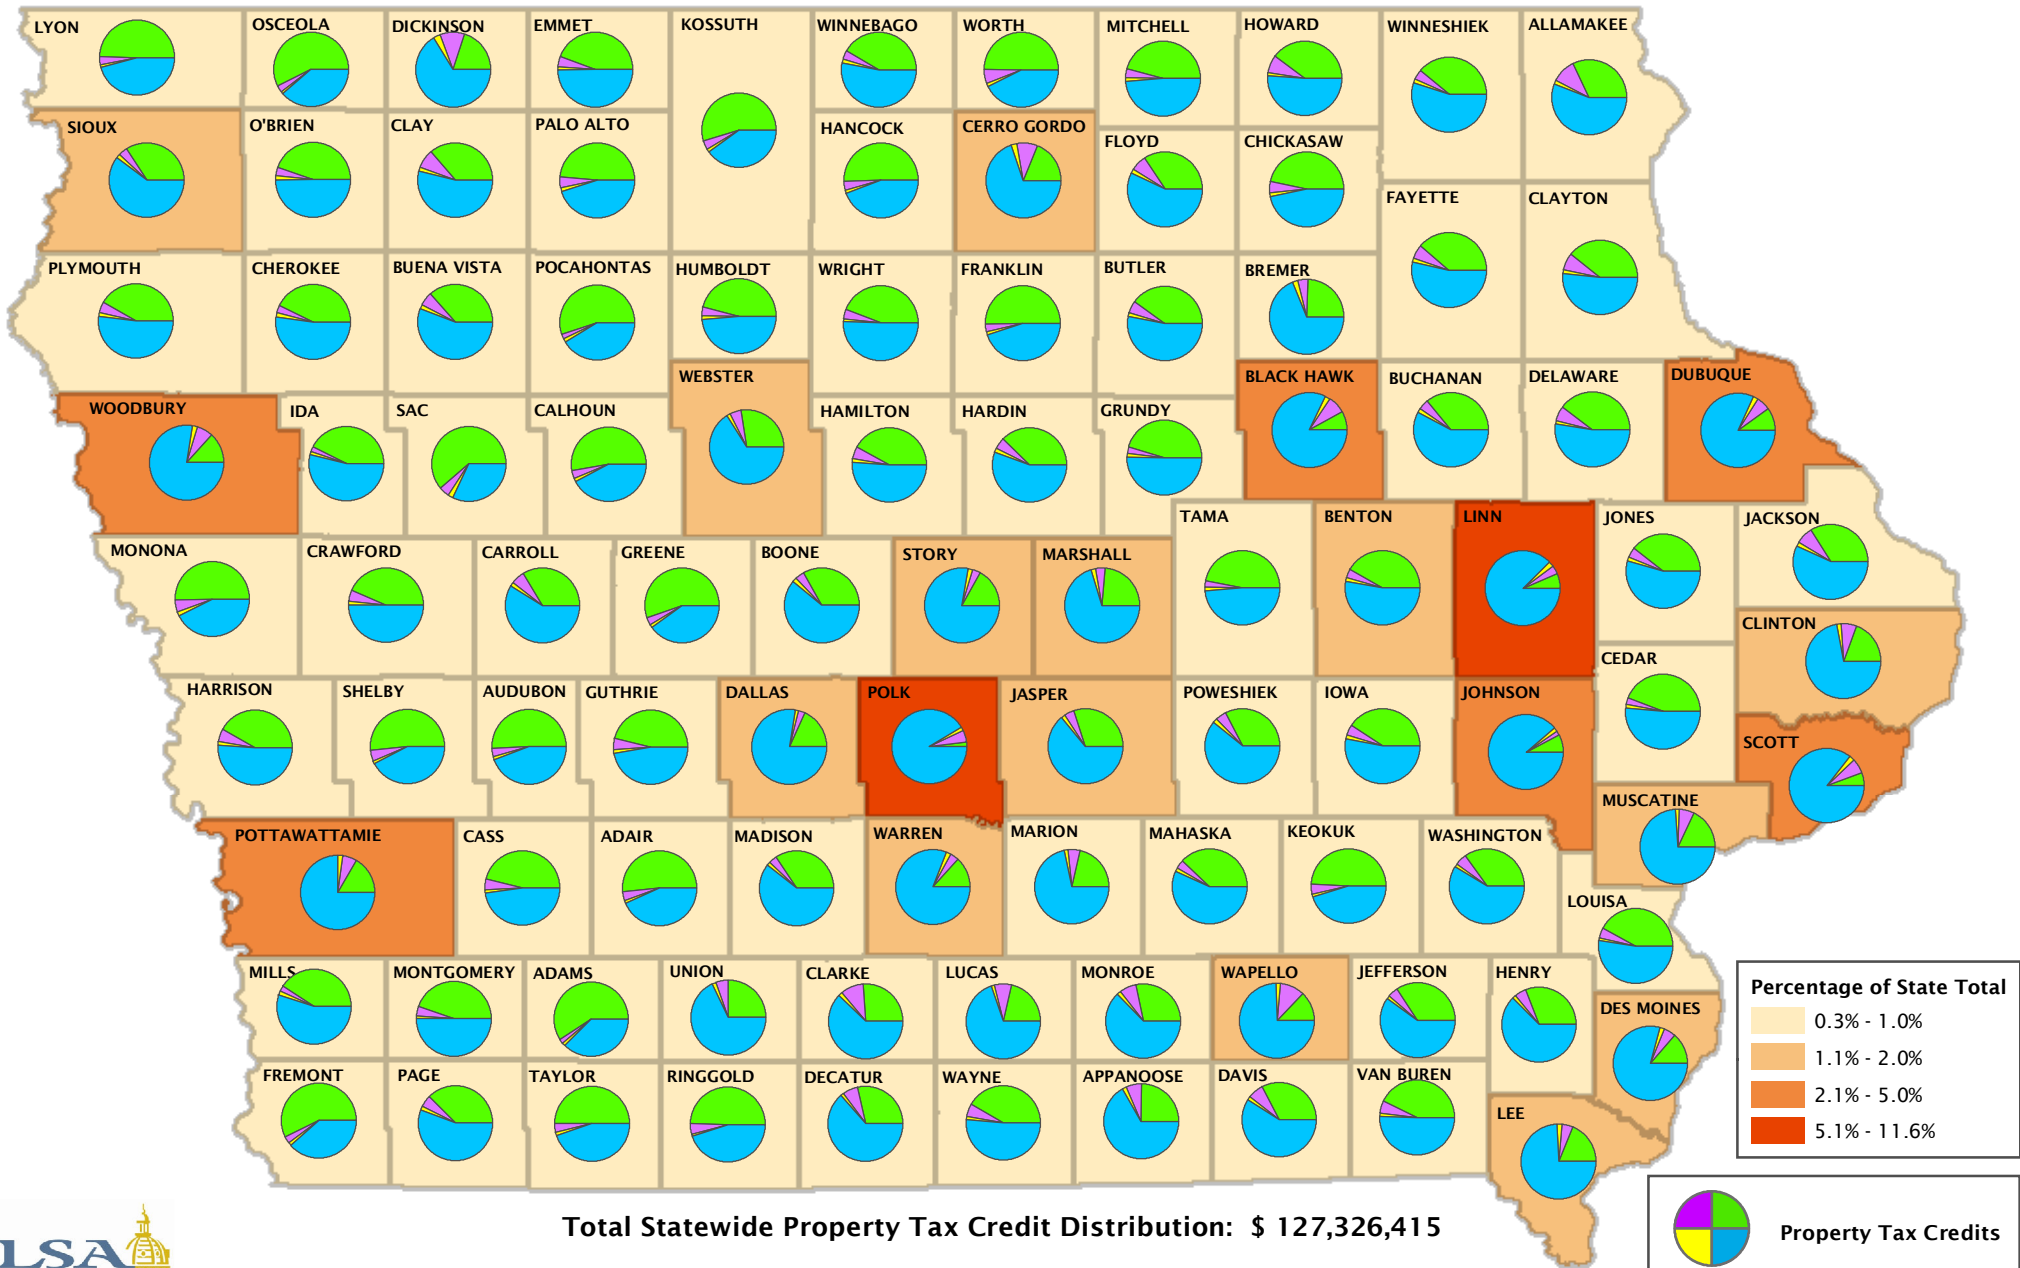 LYON
OSCEOLA
DICKINSON
EMMET
KOSSUTH
WINNEBAGO
WORTH
MITCHELL
HOWARD
WINNESHIEK
ALLAMAKEE
SIOUX
O'BRIEN
CLAY
PALO ALTO
HANCOCK
CERRO GORDO
FLOYD
CHICKASAW
FAYETTE
CLAYTON
PLYMOUTH
CHEROKEE
BUENA VISTA
POCAHONTAS
HUMBOLDT
WRIGHT
FRANKLIN
BUTLER
BREMER
WEBSTER
BLACK HAWK
BUCHANAN
DELAWARE
DUBUQUE
WOODBURY
IDA
SAC
CALHOUN
HAMILTON
HARDIN
GRUNDY
TAMA
BENTON
LINN
JONES
JACKSON
MONONA
CRAWFORD
CARROLL
GREENE
BOONE
STORY
MARSHALL
CLINTON
CEDAR
HARRISON
SHELBY
AUDUBON
GUTHRIE
DALLAS
POLK
JASPER
POWESHIEK
IOWA
JOHNSON
SCOTT
MUSCATINE
POTTAWATTAMIE
CASS
ADAIR
MADISON
WARREN
MARION
MAHASKA
KEOKUK
WASHINGTON
LOUISA
MILLS
MONTGOMERY
ADAMS
UNION
CLARKE
LUCAS
MONROE
WAPELLO
JEFFERSON
HENRY
DES MOINES
FREMONT
PAGE
TAYLOR
RINGGOLD
DECATUR
WAYNE
APPANOOSE
DAVIS
VAN BUREN
LEE
Percentage of State Total
0.3% - 1.0%
1.1% - 2.0%
2.1% - 5.0%
5.1% - 11.6%
Property Tax Credits
Total Statewide Property Tax Credit Distribution: $ 127,326,415
LSA